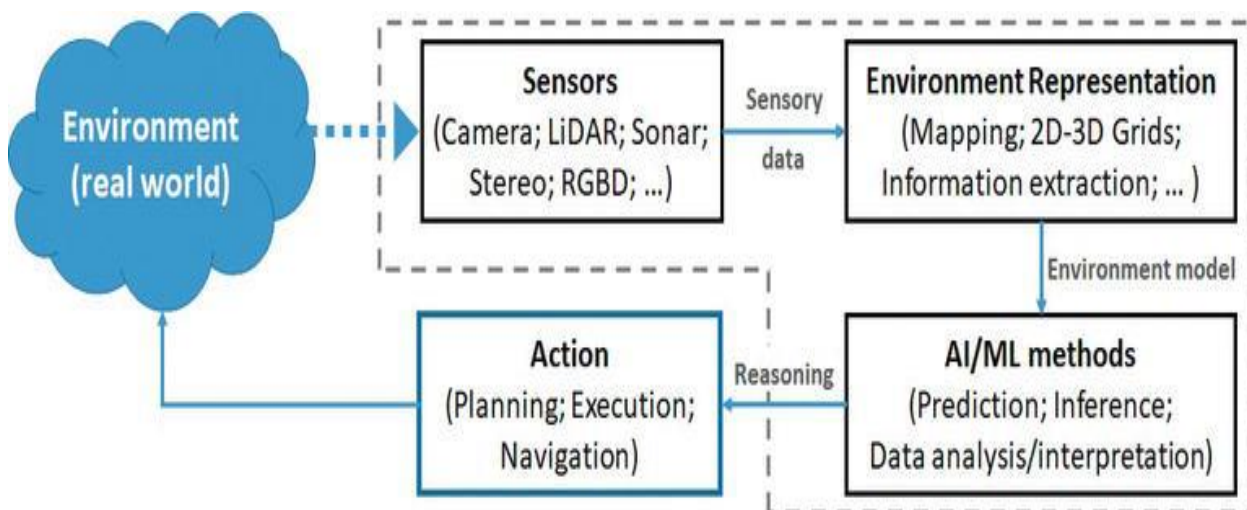 Environment
(real world)
Sensors
(Camera; LiDAR; Sonar;
Stereo; RGBD; ...)
Sensory
data
Environment Representation
(Mapping; 2D-3D Grids;
Information extraction; ... )
Environment model
AI/ML methods
(Prediction; Inference;
Data analysis/interpretation)
Reasoning
Action
(Planning; Execution;
Navigation)